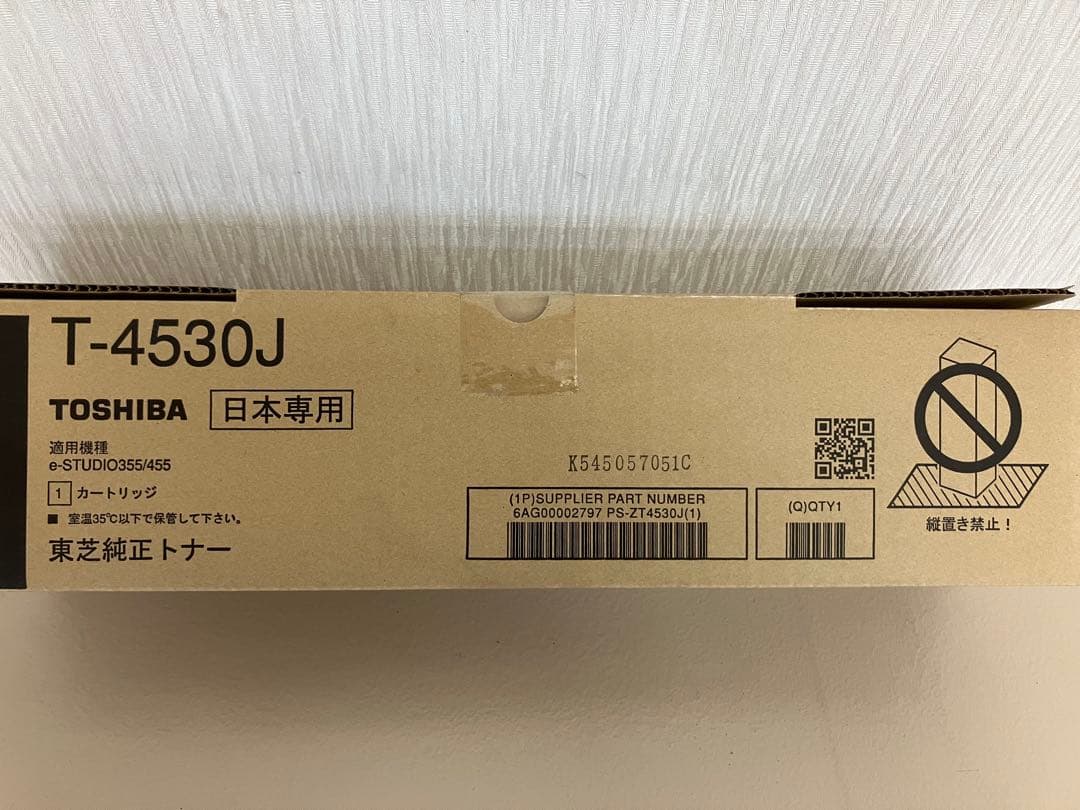 T-4530J
TOSHIBA 日本専用
適用機種
e-STUDIO355/455
1 カートリッジ
■ 室温35℃以下で保管して下さい。
東芝純正トナー
K545057051C
(1P)SUPPLIER PART NUMBER
6AG00002797 PS-ZT4530J(1)
(Q)QTY1
縦置き禁止！